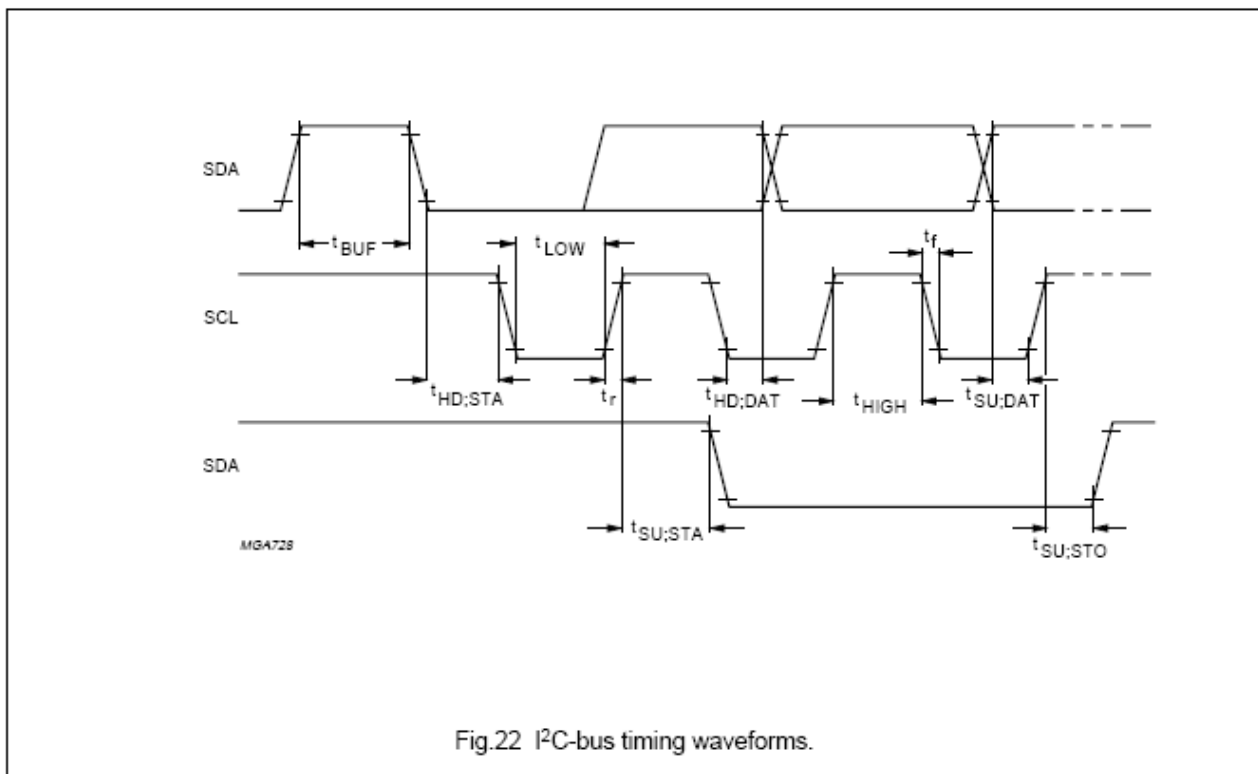 SDA
tBUF
tLOW
tf
SCL
tHD;STA
tr
tHD;DAT
tHIGH
tSU;DAT
SDA
tSU;STA
tSU;STO
MGA728
Fig.22 I²C-bus timing waveforms.